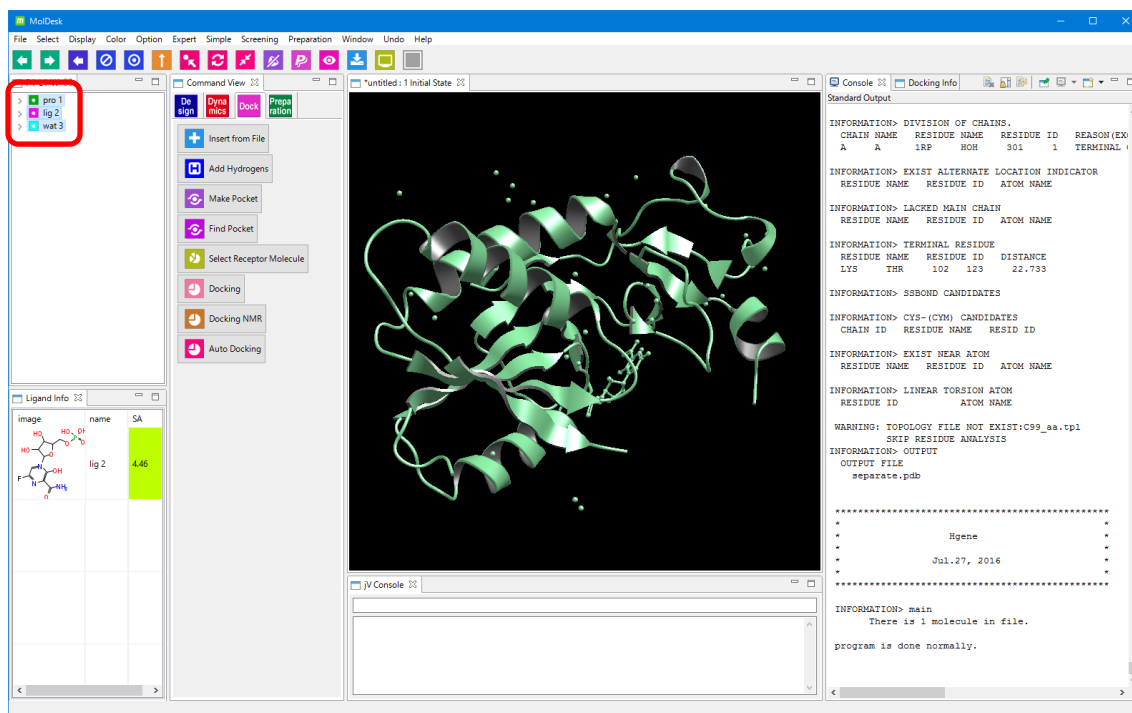 MolDesk
File Select Display Color Option Expert Simple Screening Preparation Window Undo Help
pro 1
lig 2
wat 3
Ligand Info
image name SA
HO HO OH
P O
HO
OH
F
N
NH₂
O
lig 2 4.46
Command View
De sign
Dyna mics
Dock
Prepa ration
Insert from File
Add Hydrogens
Make Pocket
Find Pocket
Select Receptor Molecule
Docking
Docking NMR
Auto Docking
*untitled : 1 Initial State
jV Console
Console Docking Info
Standard Output
INFORMATION> DIVISION OF CHAINS.
CHAIN NAME RESIDUE NAME RESIDUE ID REASON(EX
A A 1RP HOH 301 1 TERMINAL
INFORMATION> EXIST ALTERNATE LOCATION INDICATOR
RESIDUE NAME RESIDUE ID ATOM NAME
INFORMATION> LACKED MAIN CHAIN
RESIDUE NAME RESIDUE ID ATOM NAME
INFORMATION> TERMINAL RESIDUE
RESIDUE NAME RESIDUE ID DISTANCE
LYS THR 102 123 22.733
INFORMATION> SSBOND CANDIDATES
INFORMATION> CYS-(CYM) CANDIDATES
CHAIN ID RESIDUE NAME RESID ID
INFORMATION> EXIST NEAR ATOM
RESIDUE NAME RESIDUE ID ATOM NAME
INFORMATION> LINEAR TORSION ATOM
RESIDUE ID ATOM NAME
WARNING: TOPOLOGY FILE NOT EXIST:C99_aa.tpl
SKIP RESIDUE ANALYSIS
INFORMATION> OUTPUT
OUTPUT FILE
separate.pdb
***********************************************
* *
* Hgene *
* *
* Jul.27, 2016 *
* *
***********************************************
INFORMATION> main
There is 1 molecule in file.
program is done normally.